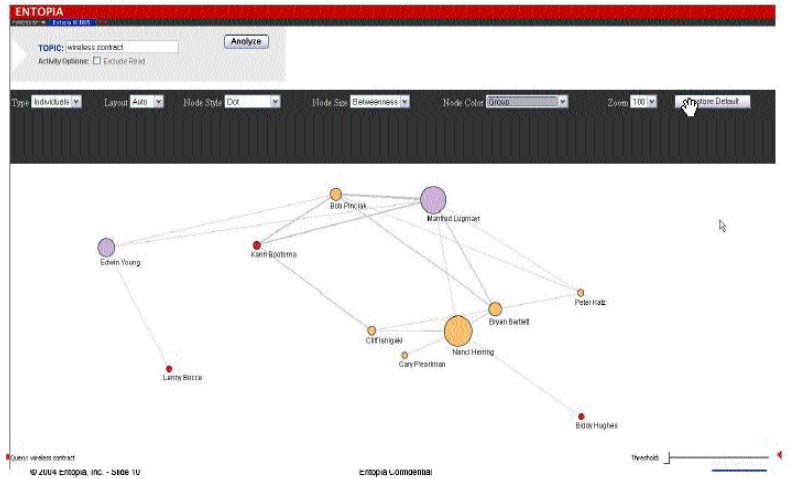 ENTOPIA
TOPIC: wireless contract
Analyze
Activity Options: Exclude Read
Type Individuals Layout Auto Node Style Dot Node Size Betweenness Node Color Group Zoom 100 Restore Default
Bob Pinciak
Manfred Lugmayr
Karin Bootsma
Edwin Young
Peter Katz
Bryan Bartlett
Cliff Ishigaki
Nanci Herring
Gary Pearlman
Lenny Bocce
Biddy Hughes
Query: wireless contract
Threshold:
© 2004 Entopia, Inc. - Slide 10
Entopia Confidential